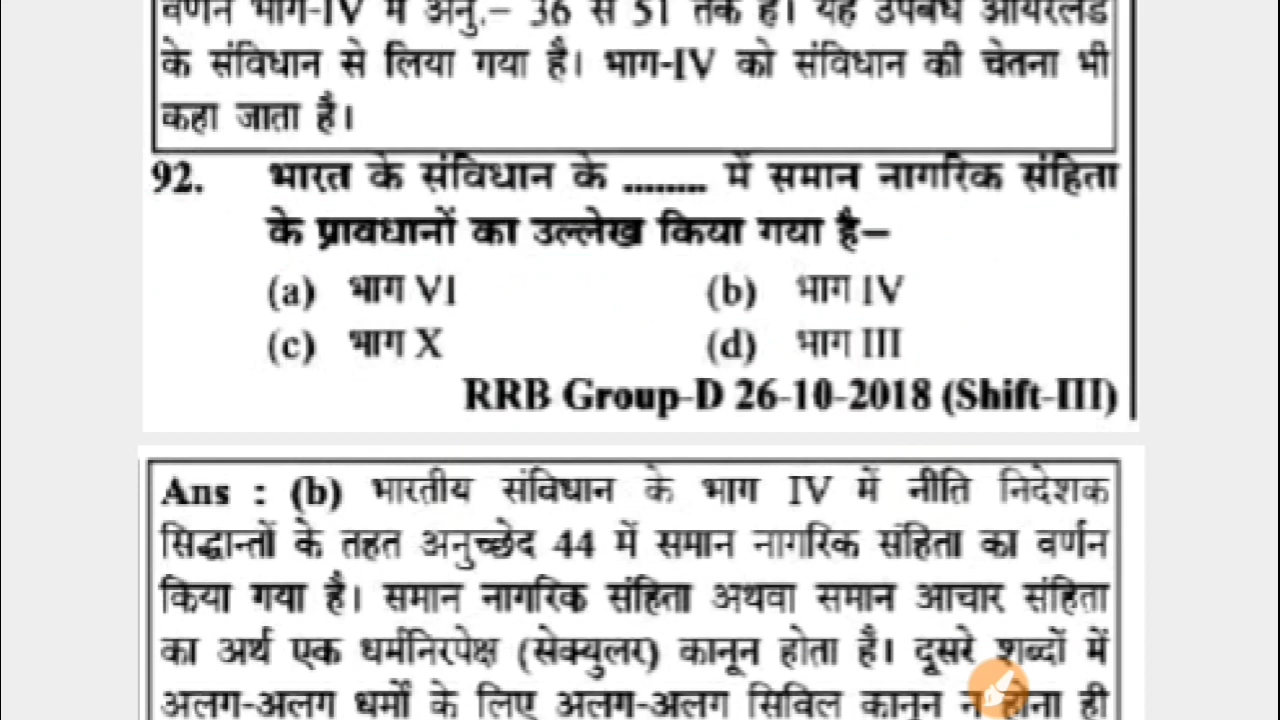 वर्णन भाग-IV में अनु.– 36 से 51 तक है। यह उपबंध आयरलैंड
के संविधान से लिया गया है। भाग-IV को संविधान की चेतना भी
कहा जाता है।
92. भारत के संविधान के ........ में समान नागरिक संहिता
के प्रावधानों का उल्लेख किया गया है–
(a) भाग VI (b) भाग IV
(c) भाग X (d) भाग III
RRB Group-D 26-10-2018 (Shift-III)
Ans : (b) भारतीय संविधान के भाग IV में नीति निदेशक
सिद्धान्तों के तहत अनुच्छेद 44 में समान नागरिक संहिता का वर्णन
किया गया है। समान नागरिक संहिता अथवा समान आचार संहिता
का अर्थ एक धर्मनिरपेक्ष (सेक्युलर) कानून होता है। दूसरे शब्दों में
अलग-अलग धर्मों के लिए अलग-अलग सिविल कानून न होना ही